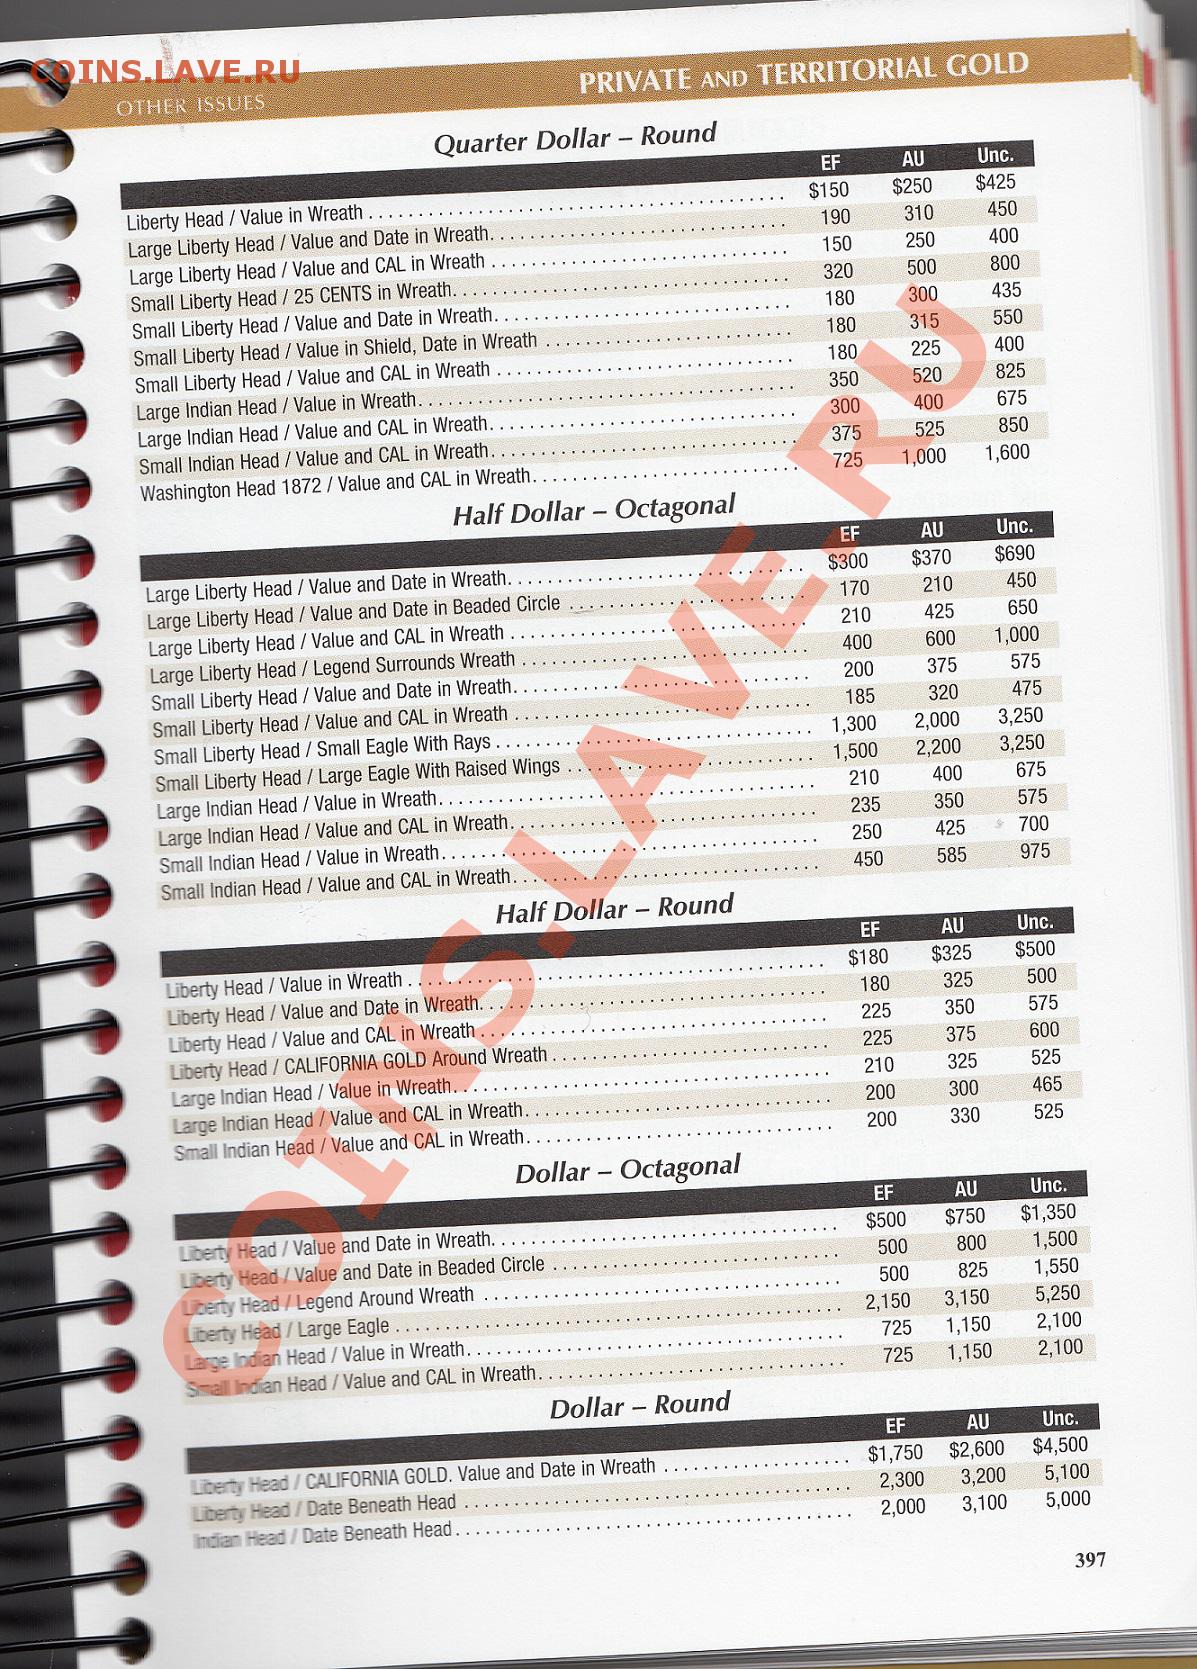 COINS.LAVE.RU
OTHER ISSUES
PRIVATE AND TERRITORIAL GOLD
Quarter Dollar – Round
EF AU Unc.
Liberty Head / Value in Wreath $150 $250 $425
Large Liberty Head / Value and Date in Wreath 190 310 450
Large Liberty Head / Value and CAL in Wreath 150 250 400
Small Liberty Head / 25 CENTS in Wreath 320 500 800
Small Liberty Head / Value and Date in Wreath 180 300 435
Small Liberty Head / Value in Shield, Date in Wreath 180 315 550
Small Liberty Head / Value and CAL in Wreath 180 225 400
Large Indian Head / Value in Wreath 350 520 825
Large Indian Head / Value and CAL in Wreath 300 400 675
Small Indian Head / Value and CAL in Wreath 375 525 850
Washington Head 1872 / Value and CAL in Wreath 725 1,000 1,600
Half Dollar – Octagonal
EF AU Unc.
Large Liberty Head / Value and Date in Wreath $300 $370 $690
Large Liberty Head / Value and Date in Beaded Circle 170 210 450
Large Liberty Head / Value and CAL in Wreath 210 425 650
Large Liberty Head / Legend Surrounds Wreath 400 600 1,000
Small Liberty Head / Value and Date in Wreath 200 375 575
Small Liberty Head / Value and CAL in Wreath 185 320 475
Small Liberty Head / Small Eagle With Rays 1,300 2,000 3,250
Small Liberty Head / Large Eagle With Raised Wings 1,500 2,200 3,250
Large Indian Head / Value in Wreath 210 400 675
Large Indian Head / Value and CAL in Wreath 235 350 575
Small Indian Head / Value in Wreath 250 425 700
Small Indian Head / Value and CAL in Wreath 450 585 975
Half Dollar – Round
EF AU Unc.
Liberty Head / Value in Wreath $180 $325 $500
Liberty Head / Value and Date in Wreath 180 325 500
Liberty Head / Value and CAL in Wreath 225 350 575
Liberty Head / CALIFORNIA GOLD Around Wreath 225 375 600
Large Indian Head / Value in Wreath 210 325 525
Large Indian Head / Value and CAL in Wreath 200 300 465
Small Indian Head / Value and CAL in Wreath 200 330 525
Dollar – Octagonal
EF AU Unc.
Liberty Head / Value and Date in Wreath $500 $750 $1,350
Liberty Head / Value and Date in Beaded Circle 500 800 1,500
Liberty Head / Legend Around Wreath 500 825 1,550
Liberty Head / Large Eagle 2,150 3,150 5,250
Large Indian Head / Value in Wreath 725 1,150 2,100
Small Indian Head / Value and CAL in Wreath 725 1,150 2,100
Dollar – Round
EF AU Unc.
Liberty Head / CALIFORNIA GOLD. Value and Date in Wreath $1,750 $2,600 $4,500
Liberty Head / Date Beneath Head 2,300 3,200 5,100
Indian Head / Date Beneath Head 2,000 3,100 5,000
397
COINS.LAVE.RU